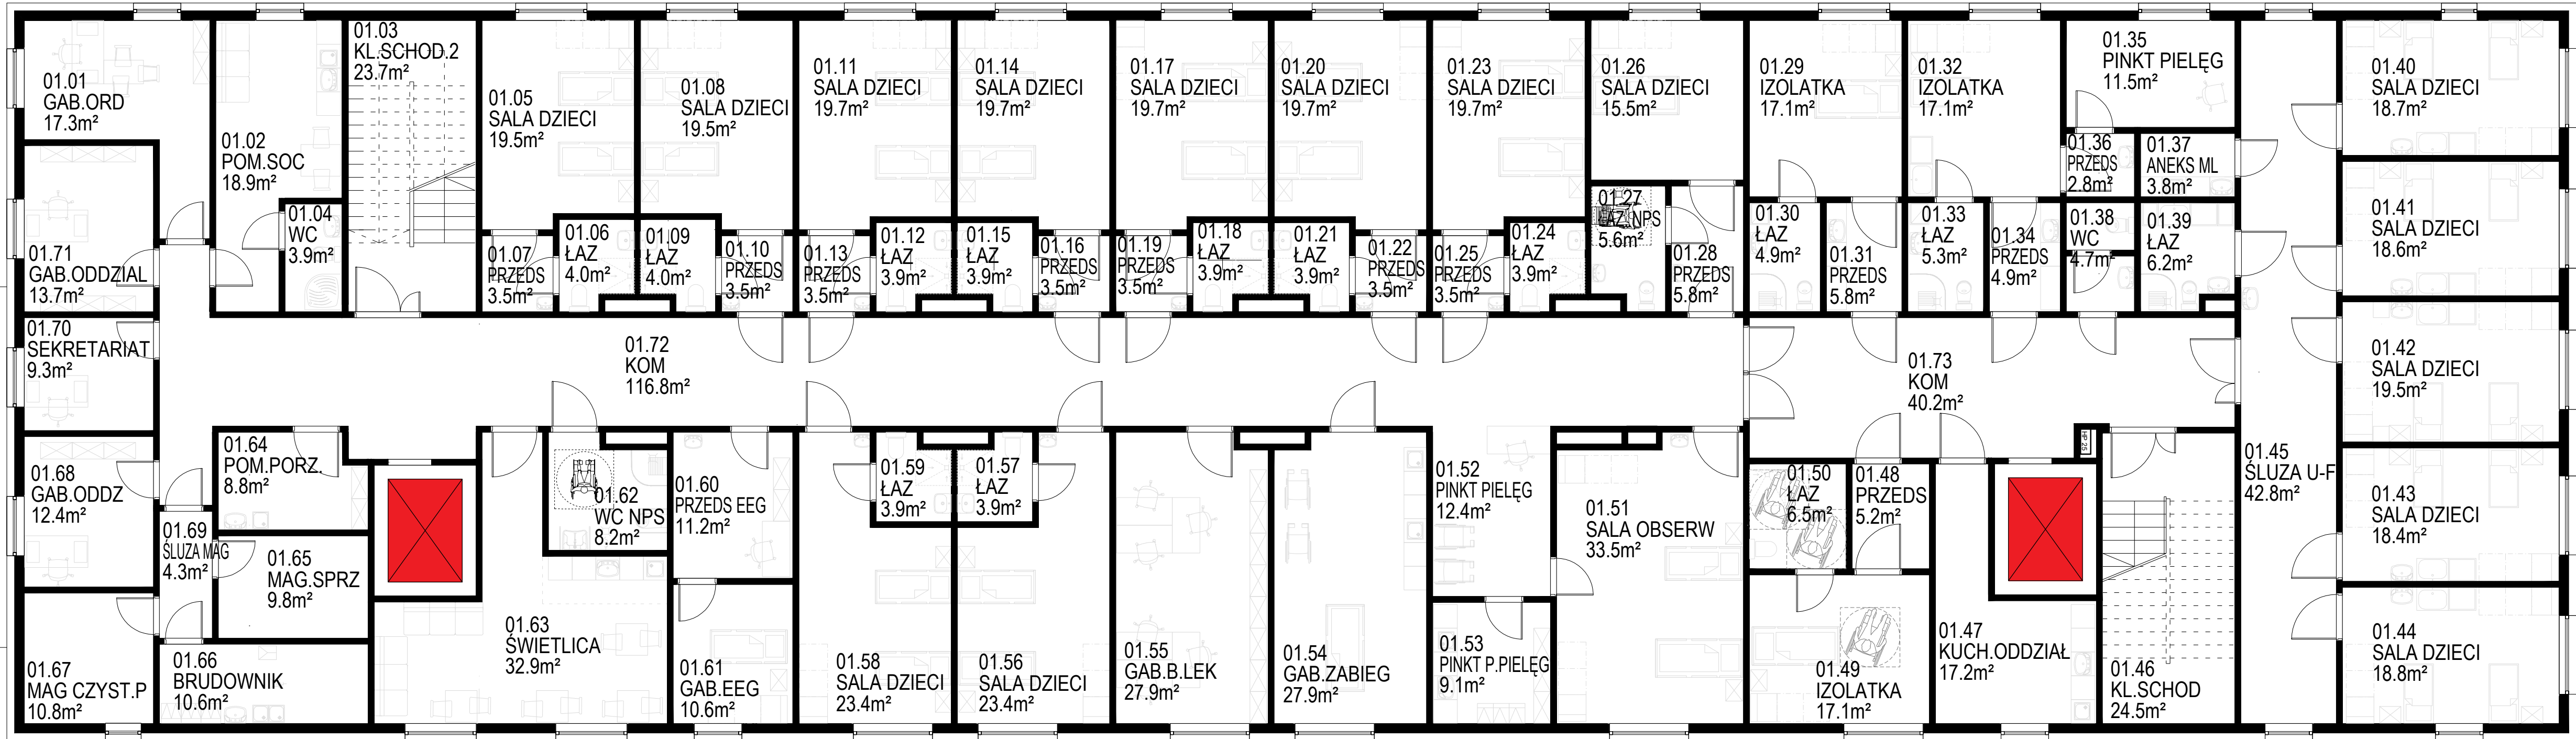 01.01
GAB.ORD
17.3m²
01.02
POM.SOC
18.9m²
01.03
KL.SCHOD.2
23.7m²
01.04
WC
3.9m²
01.05
SALA DZIECI
19.5m²
01.06
ŁAZ
4.0m²
01.07
PRZEDS
3.5m²
01.08
SALA DZIECI
19.5m²
01.09
ŁAZ
4.0m²
01.10
PRZEDS
3.5m²
01.11
SALA DZIECI
19.7m²
01.12
ŁAZ
3.9m²
01.13
PRZEDS
3.5m²
01.14
SALA DZIECI
19.7m²
01.15
ŁAZ
3.9m²
01.16
PRZEDS
3.5m²
01.17
SALA DZIECI
19.7m²
01.18
ŁAZ
3.9m²
01.19
PRZEDS
3.5m²
01.20
SALA DZIECI
19.7m²
01.21
ŁAZ
3.9m²
01.22
PRZEDS
3.5m²
01.23
SALA DZIECI
19.7m²
01.24
ŁAZ
3.9m²
01.25
PRZEDS
3.5m²
01.26
SALA DZIECI
15.5m²
01.27
ŁAZ NPS
5.6m²
01.28
PRZEDS
5.8m²
01.29
IZOLATKA
17.1m²
01.30
ŁAZ
4.9m²
01.31
PRZEDS
5.8m²
01.32
IZOLATKA
17.1m²
01.33
ŁAZ
5.3m²
01.34
PRZEDS
4.9m²
01.35
PINKT PIELĘG
11.5m²
01.36
PRZEDS
2.8m²
01.37
ANEKS ML
3.8m²
01.38
WC
4.7m²
01.39
ŁAZ
6.2m²
01.40
SALA DZIECI
18.7m²
01.41
SALA DZIECI
18.6m²
01.42
SALA DZIECI
19.5m²
01.43
SALA DZIECI
18.4m²
01.44
SALA DZIECI
18.8m²
01.45
ŚLUZA U-F
42.8m²
01.46
KL.SCHOD
24.5m²
01.47
KUCH.ODDZIAŁ
17.2m²
01.48
PRZEDS
5.2m²
01.49
IZOLATKA
17.1m²
01.50
ŁAZ
6.5m²
01.51
SALA OBSERW
33.5m²
01.52
PINKT PIELĘG
12.4m²
01.53
PINKT P.PIELĘG
9.1m²
01.54
GAB.ZABIEG
27.9m²
01.55
GAB.B.LEK
27.9m²
01.56
SALA DZIECI
23.4m²
01.57
ŁAZ
3.9m²
01.58
SALA DZIECI
23.4m²
01.59
ŁAZ
3.9m²
01.60
PRZEDS EEG
11.2m²
01.61
GAB.EEG
10.6m²
01.62
WC NPS
8.2m²
01.63
ŚWIETLICA
32.9m²
01.64
POM.PORZ.
8.8m²
01.65
MAG.SPRZ
9.8m²
01.66
BRUDOWNIK
10.6m²
01.67
MAG CZYST.P
10.8m²
01.68
GAB.ODDZ
12.4m²
01.69
ŚLUZA MAG
4.3m²
01.70
SEKRETARIAT
9.3m²
01.71
GAB.ODDZIAL
13.7m²
01.72
KOM
116.8m²
01.73
KOM
40.2m²
HP 25